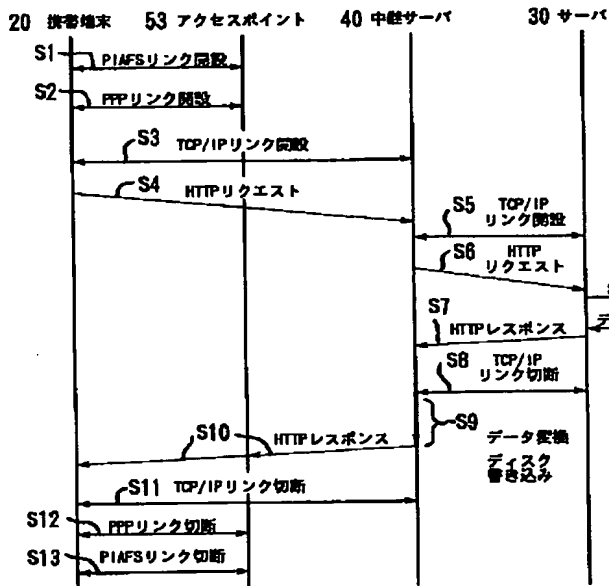 20 携帯端末 53 アクセスポイント 40 中継サーバ 30 サーバ
S1 PIAFSリンク開設
S2 PPPリンク開設
S3 TCP/IPリンク開設
S4 HTTPリクエスト
S5 TCP/IP
リンク開設
S6 HTTP
リクエスト
S7
HTTPレスポンス
デ
S8 TCP/IP
リンク切断
S9
データ変換
ディスク
書き込み
S10 HTTPレスポンス
S11 TCP/IPリンク切断
S12 PPPリンク切断
S13 PIAFSリンク切断